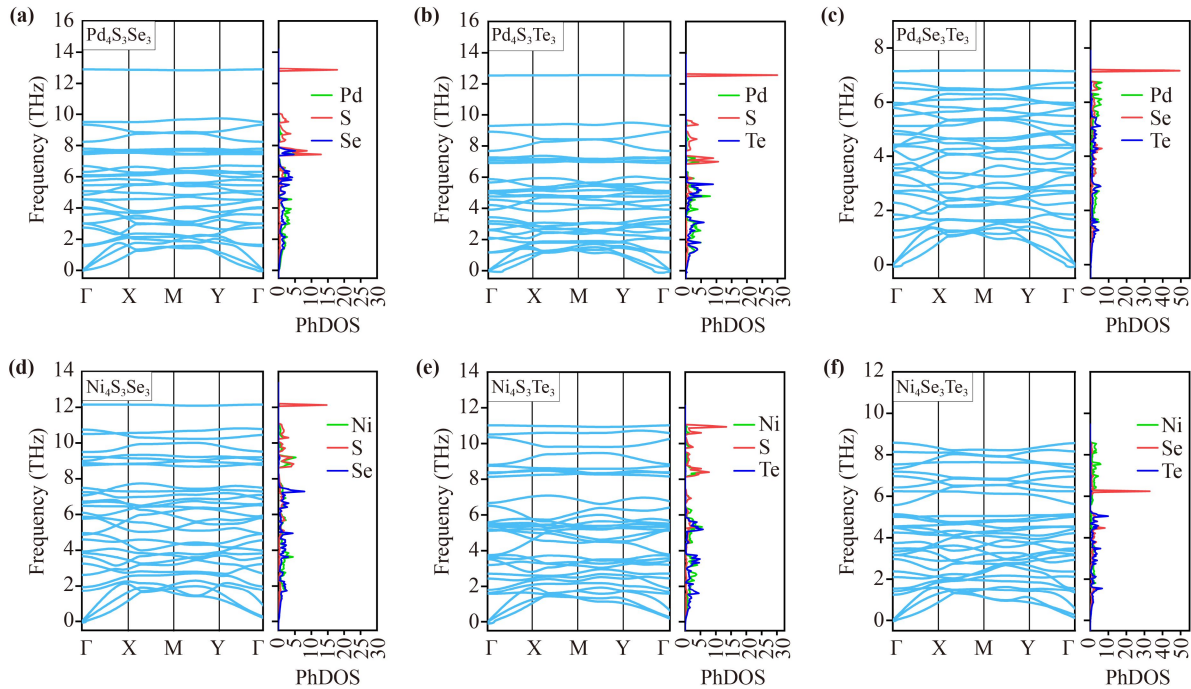 (a)
Pd4S3Se3
16
14
12
10
8
6
4
2
0
Frequency (THz)
Γ X M Y Γ
Pd
S
Se
0 5 10 15 20 25 30
PhDOS
(b)
Pd4S3Te3
16
14
12
10
8
6
4
2
0
Frequency (THz)
Γ X M Y Γ
Pd
S
Te
0 5 10 15 20 25 30
PhDOS
(c)
Pd4Se3Te3
8
6
4
2
0
Frequency (THz)
Γ X M Y Γ
Pd
Se
Te
0 10 20 30 40 50
PhDOS
(d)
Ni4S3Se3
14
12
10
8
6
4
2
0
Frequency (THz)
Γ X M Y Γ
Ni
S
Se
0 5 10 15 20 25 30
PhDOS
(e)
Ni4S3Te3
14
12
10
8
6
4
2
0
Frequency (THz)
Γ X M Y Γ
Ni
S
Te
0 5 10 15 20 25 30
PhDOS
(f)
Ni4Se3Te3
12
10
8
6
4
2
0
Frequency (THz)
Γ X M Y Γ
Ni
Se
Te
0 10 20 30 40 50
PhDOS